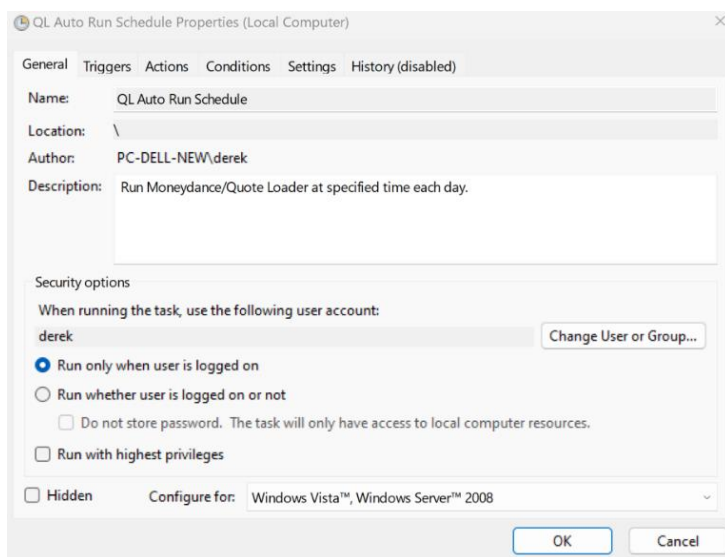 QL Auto Run Schedule Properties (Local Computer)
General Triggers Actions Conditions Settings History (disabled)
Name: QL Auto Run Schedule
Location: \
Author: PC-DELL-NEW\derek
Description: Run Moneydance/Quote Loader at specified time each day.
Security options
When running the task, use the following user account:
derek Change User or Group...
Run only when user is logged on
Run whether user is logged on or not
Do not store password. The task will only have access to local computer resources.
Run with highest privileges
Hidden Configure for: Windows Vista™, Windows Server™ 2008
OK Cancel